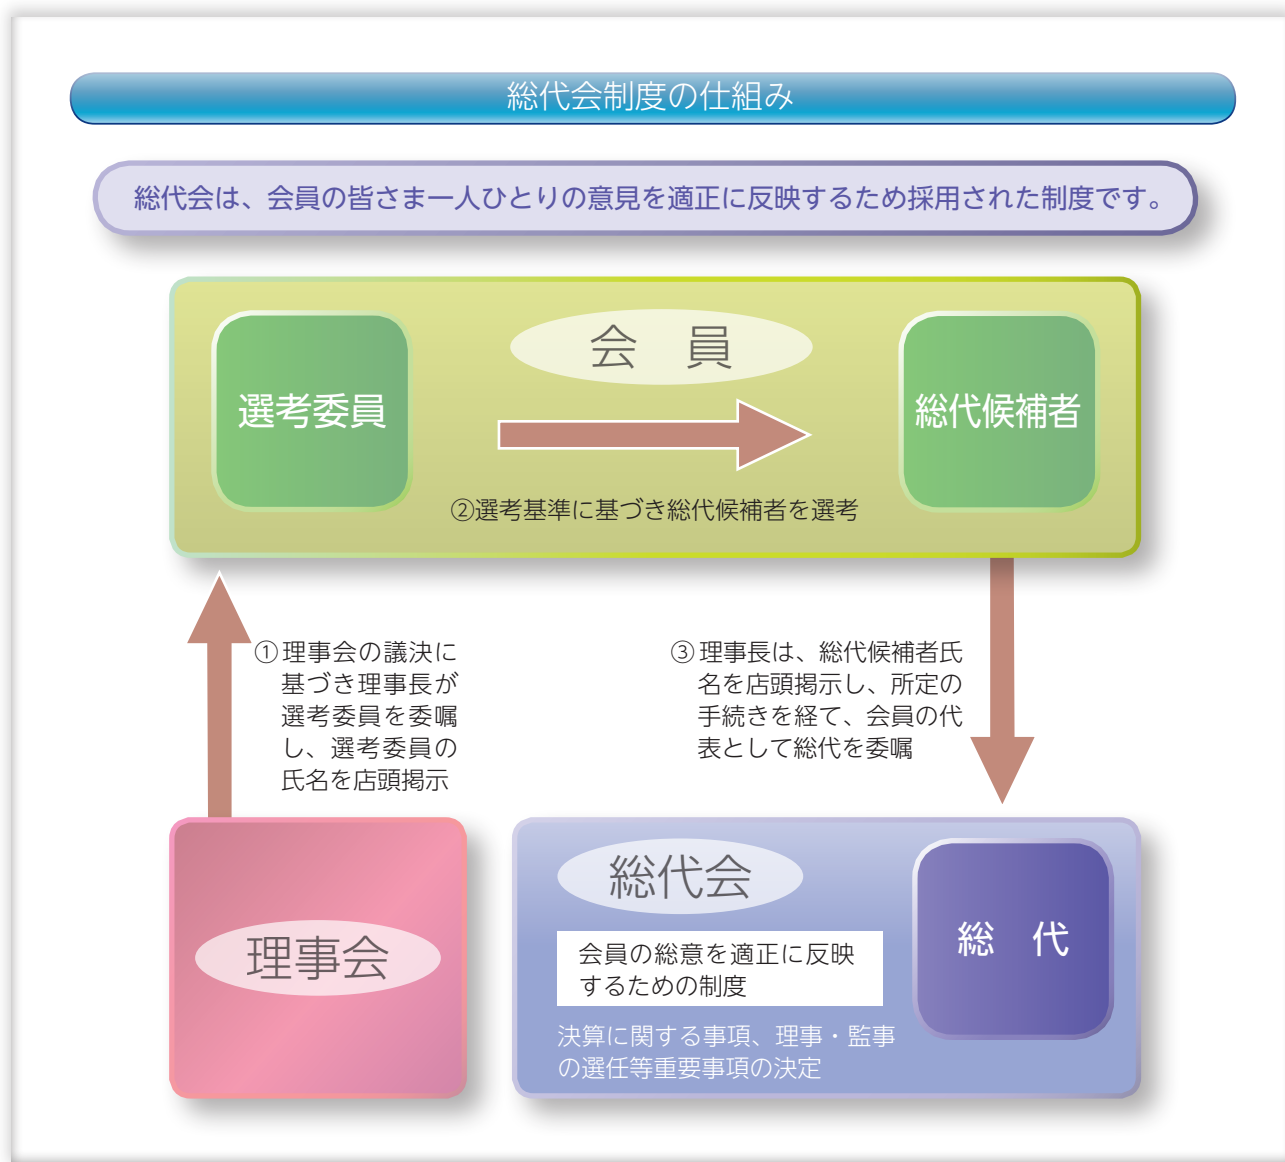 総代会制度の仕組み
総代会は、会員の皆さま一人ひとりの意見を適正に反映するため採用された制度です。
会　員
選考委員
総代候補者
②選考基準に基づき総代候補者を選考
①理事会の議決に
基づき理事長が
選考委員を委嘱
し、選考委員の
氏名を店頭掲示
③理事長は、総代候補者氏
名を店頭掲示し、所定の
手続きを経て、会員の代
表として総代を委嘱
理事会
総代会
会員の総意を適正に反映
するための制度
決算に関する事項、理事・監事
の選任等重要事項の決定
総　代